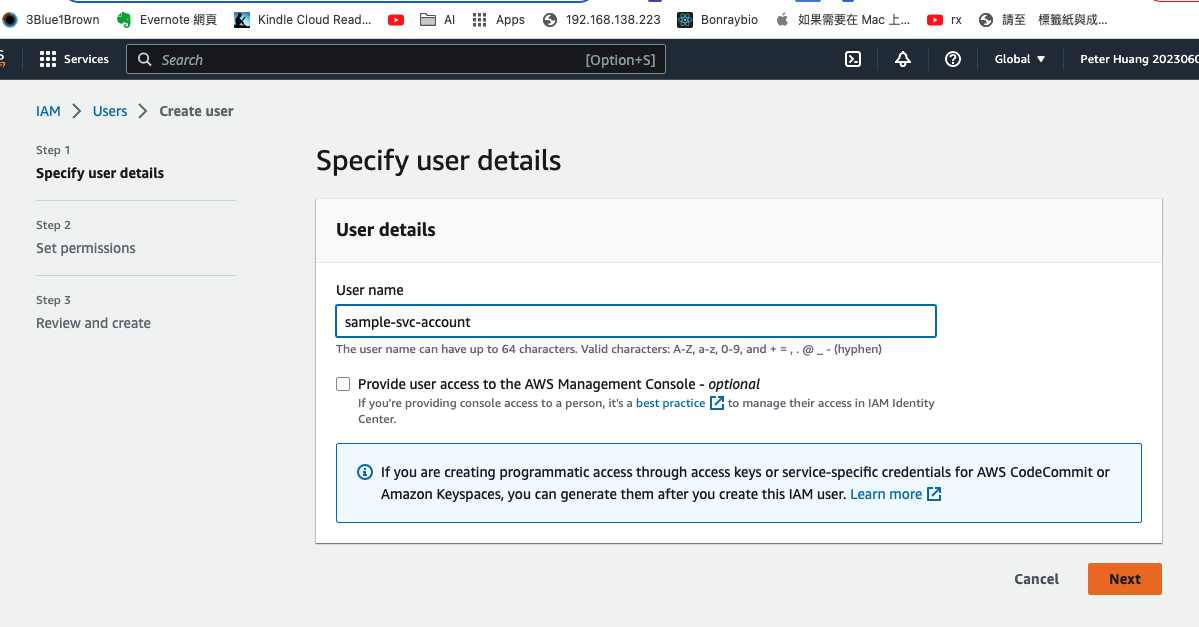 3Blue1Brown Evernote 網頁 Kindle Cloud Read... AI Apps 192.168.138.223 Bonraybio 如果需要在 Mac 上... rx 請至 標籤紙與成...
Services Search [Option+S] Global Peter Huang 2023060
IAM Users Create user
Step 1
Specify user details
Step 2
Set permissions
Step 3
Review and create
Specify user details
User details
User name
sample-svc-account
The user name can have up to 64 characters. Valid characters: A-Z, a-z, 0-9, and + = , . @ _ - (hyphen)
Provide user access to the AWS Management Console - optional
If you're providing console access to a person, it's a best practice to manage their access in IAM Identity
Center.
If you are creating programmatic access through access keys or service-specific credentials for AWS CodeCommit or
Amazon Keyspaces, you can generate them after you create this IAM user. Learn more
Cancel Next